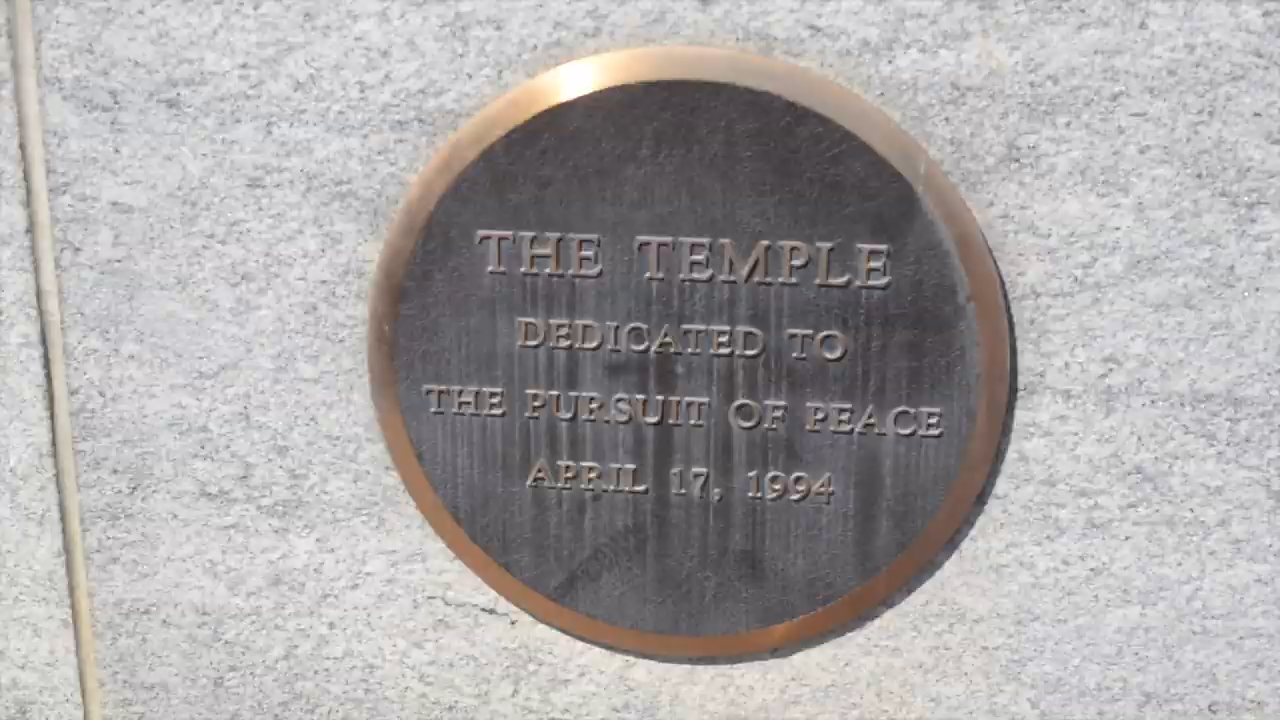 THE TEMPLE
DEDICATED TO
THE PURSUIT OF PEACE
APRIL 17, 1994